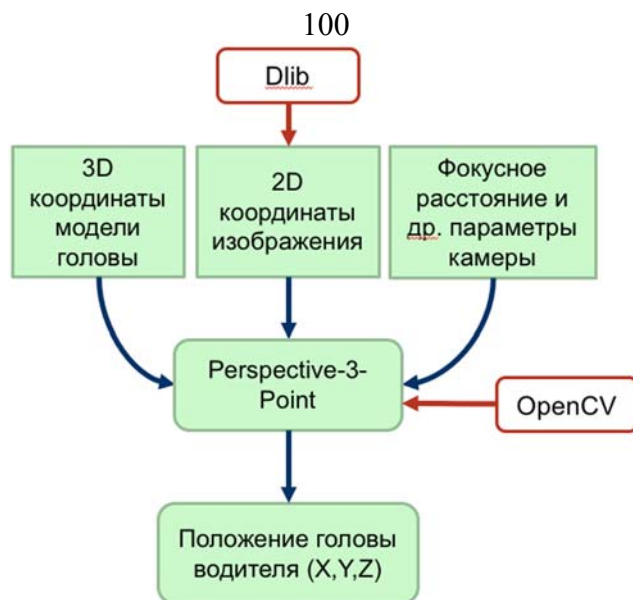 100
Dlib
3D
координаты
модели
головы
2D
координаты
изображения
Фокусное
расстояние и
др. параметры
камеры
Perspective-3-
Point
OpenCV
Положение головы
водителя (X,Y,Z)